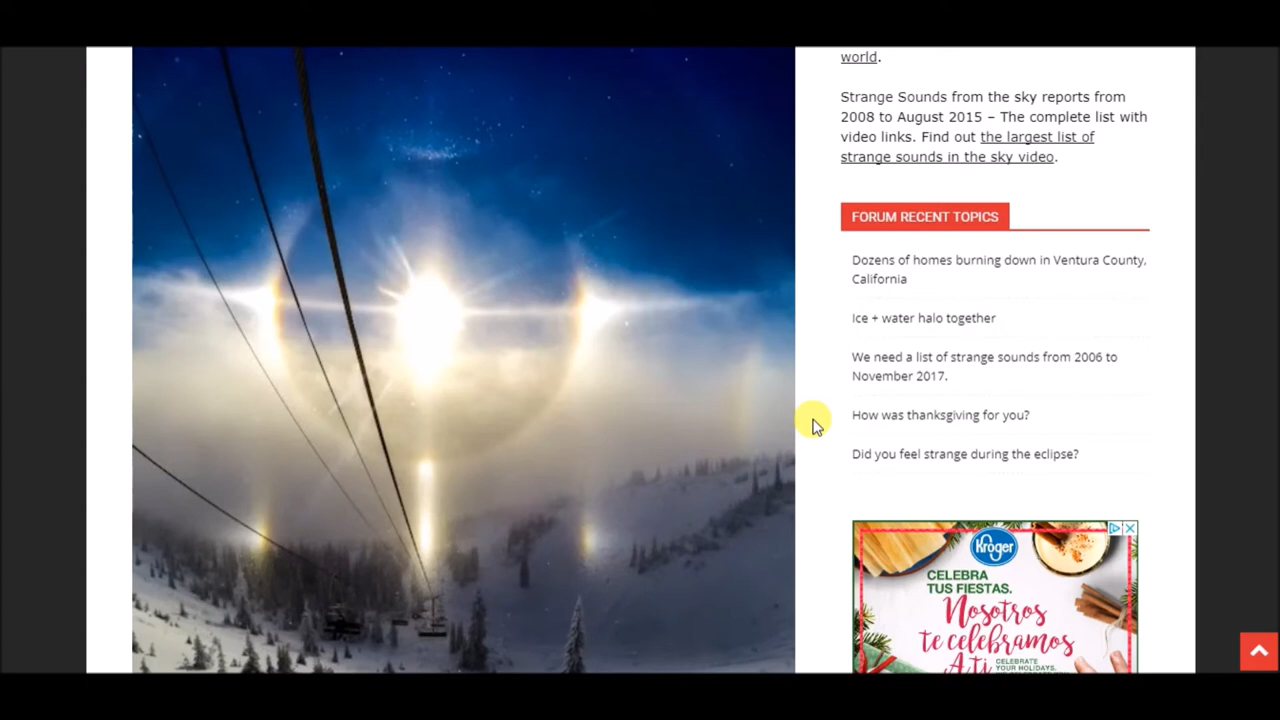 world.
Strange Sounds from the sky reports from
2008 to August 2015 – The complete list with
video links. Find out the largest list of
strange sounds in the sky video.
FORUM RECENT TOPICS
Dozens of homes burning down in Ventura County,
California
Ice + water halo together
We need a list of strange sounds from 2006 to
November 2017.
How was thanksgiving for you?
Did you feel strange during the eclipse?
Kroger
CELEBRA
TUS FIESTAS.
Nosotros
te celebramos
A ti
CELEBRATE
YOUR HOLIDAYS.